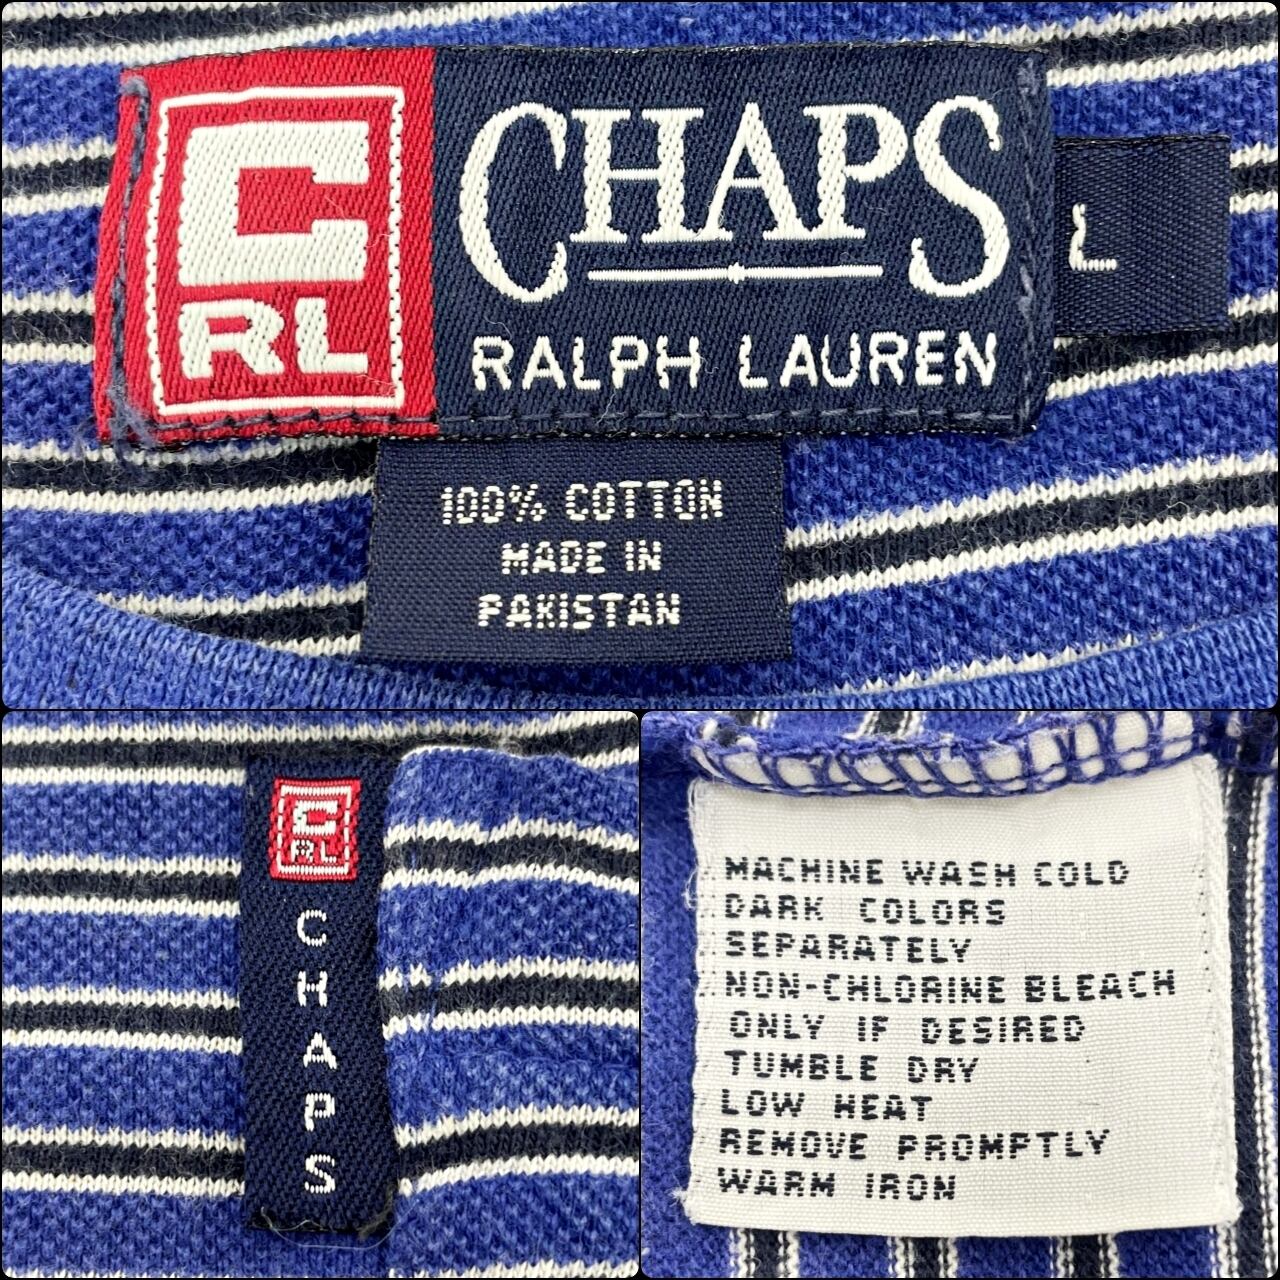 C
RL
CHAPS
RALPH LAUREN
L
100% COTTON
MADE IN
PAKISTAN
C
RL
CHAPS
MACHINE WASH COLD
DARK COLORS
SEPARATELY
NON-CHLORINE BLEACH
ONLY IF DESIRED
TUMBLE DRY
LOW HEAT
REMOVE PROMPTLY
WARM IRON